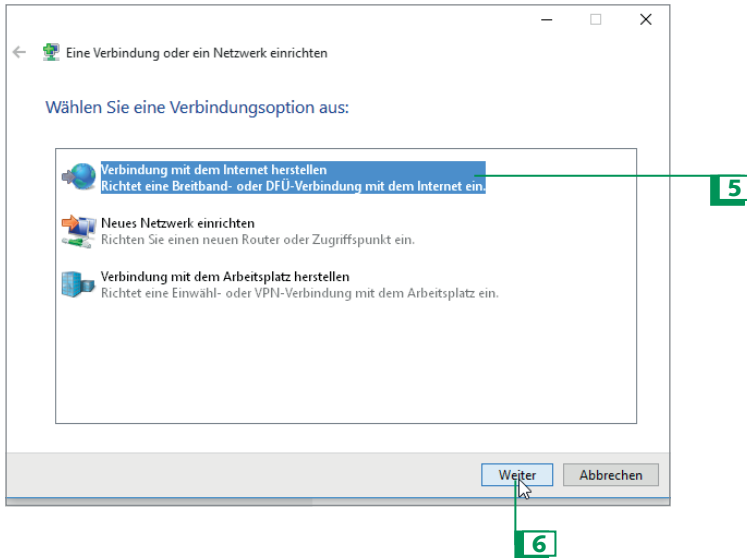 Eine Verbindung oder ein Netzwerk einrichten
Wählen Sie eine Verbindungsoption aus:
Verbindung mit dem Internet herstellen
Richtet eine Breitband- oder DFÜ-Verbindung mit dem Internet ein.
5
Neues Netzwerk einrichten
Richten Sie einen neuen Router oder Zugriffspunkt ein.
Verbindung mit dem Arbeitsplatz herstellen
Richtet eine Einwähl- oder VPN-Verbindung mit dem Arbeitsplatz ein.
Weiter Abbrechen
6